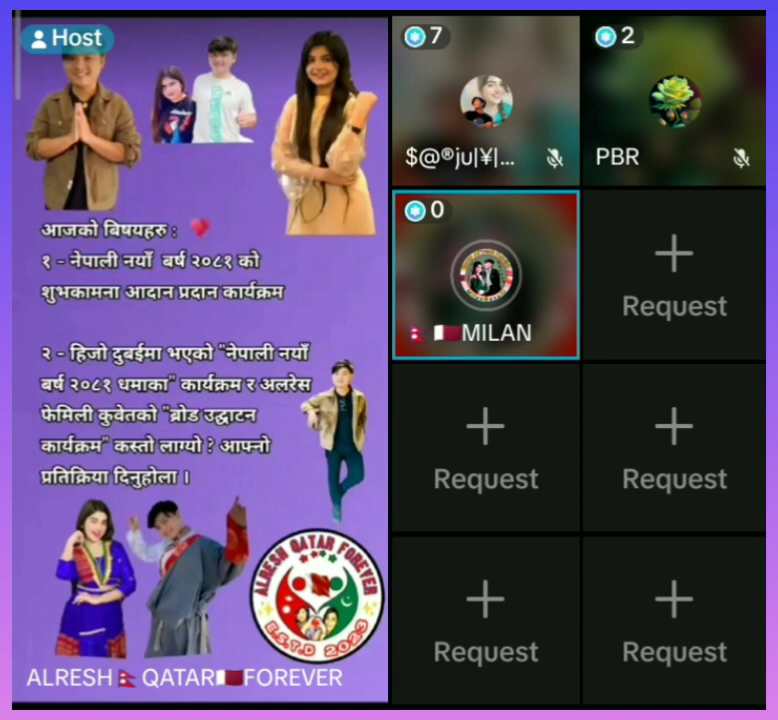 Host
आजको बिषयहरु : 💗
१ - नेपाली नयाँ बर्ष २०८१ को
शुभकामना आदान प्रदान कार्यक्रम
२ - हिजो दुबईमा भएको "नेपाली नयाँ
बर्ष २०८१ धमाका" कार्यक्रम र अलरेस
फेमिली कुवेतको "ब्रोड उद्घाटन
कार्यक्रम" कस्तो लाग्यो ? आफ्नो
प्रतिक्रिया दिनुहोला ।
ALRESH QATAR FOREVER
E.S.T.D 2023
ALRESH🇳🇵QATAR🇶🇦FOREVER
7
$@®ju|¥|...
2
PBR
0
🇳🇵 🇶🇦MILAN
Request
Request
Request
Request
Request